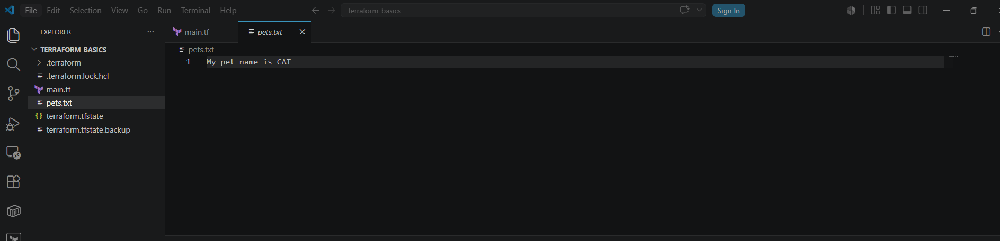 File Edit Selection View Go Run Terminal Help Terraform_basics Sign In
EXPLORER
TERRAFORM_BASICS
.terraform
.terraform.lock.hcl
main.tf
pets.txt
terraform.tfstate
terraform.tfstate.backup
main.tf pets.txt
pets.txt
1 My pet name is CAT